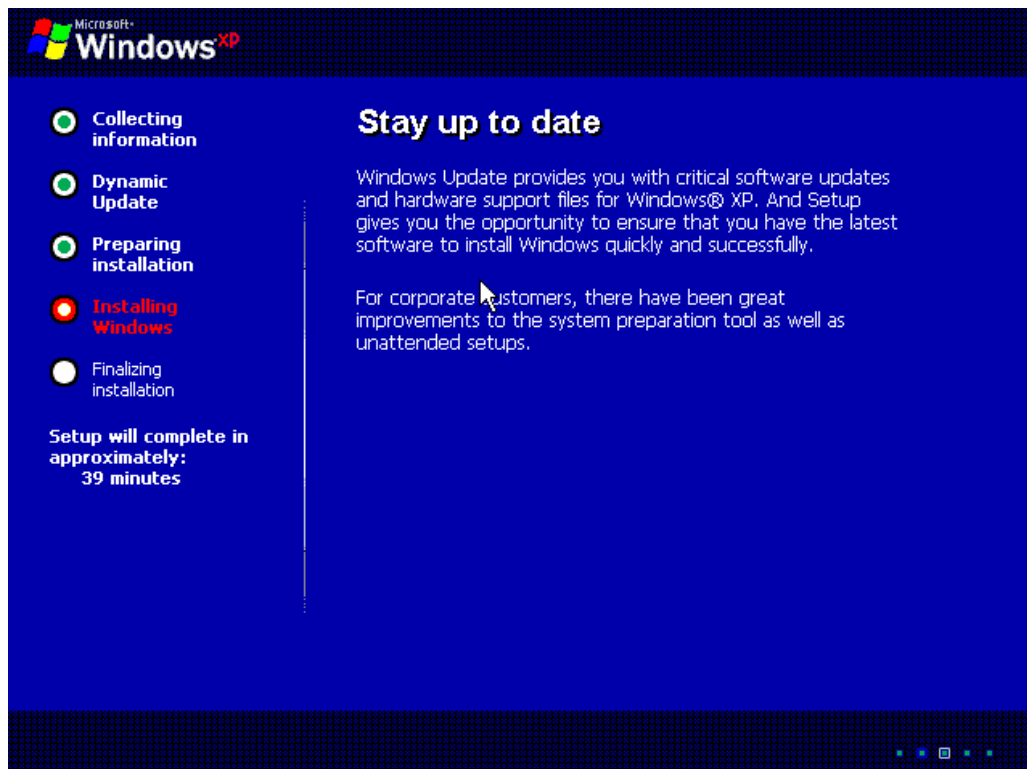 Microsoft
Windows xp
Collecting
information
Dynamic
Update
Preparing
installation
Installing
Windows
Finalizing
installation
Setup will complete in
approximately:
39 minutes
Stay up to date
Windows Update provides you with critical software updates
and hardware support files for Windows® XP. And Setup
gives you the opportunity to ensure that you have the latest
software to install Windows quickly and successfully.
For corporate customers, there have been great
improvements to the system preparation tool as well as
unattended setups.